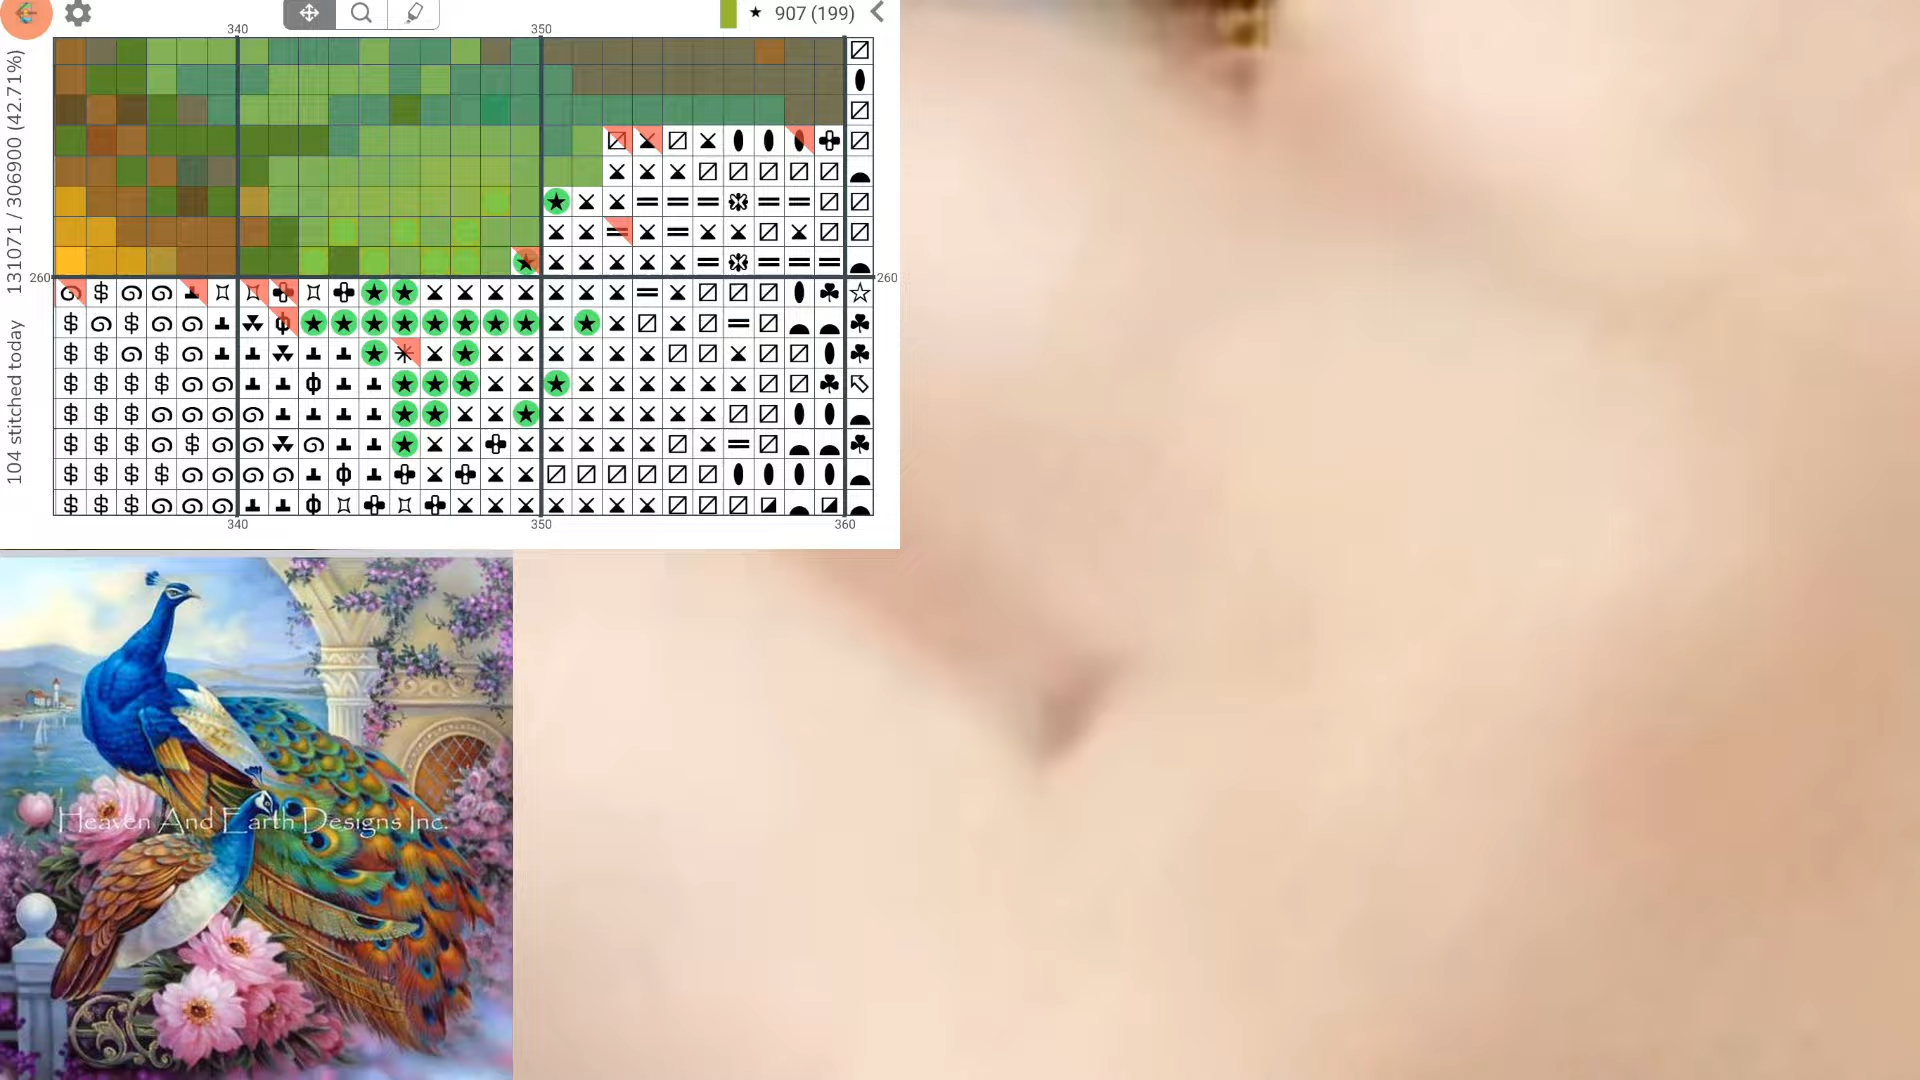 907 (199)
340 350
104 stitched today 131071 / 306900 (42.71%)
260 260
340 350 360
Heaven And Earth Designs Inc.